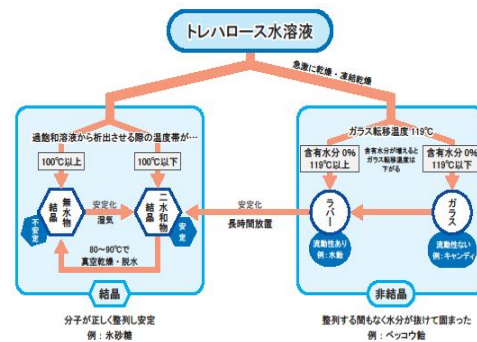 トレハロース水溶液
急激に乾燥・凍結乾燥
過飽和溶液から析出させる際の温度帯が…
100℃以上
100℃以下
無水物
結晶
不安定
安定化
湿気
二水和物
結晶
安定
80～90℃で
真空乾燥・脱水
結晶
分子が正しく整列し安定
例：氷砂糖
ガラス転移温度 119℃
含有水分 0%
119℃以上
含有水分が増えると
ガラス転移温度は
下がる
含有水分 0%
119℃以下
安定化
長時間放置
ラバー
ガラス
流動性あり
例：水飴
流動性ない
例：キャンディ
非結晶
整列する間もなく水分が抜けて固まった
例：ベッコウ飴